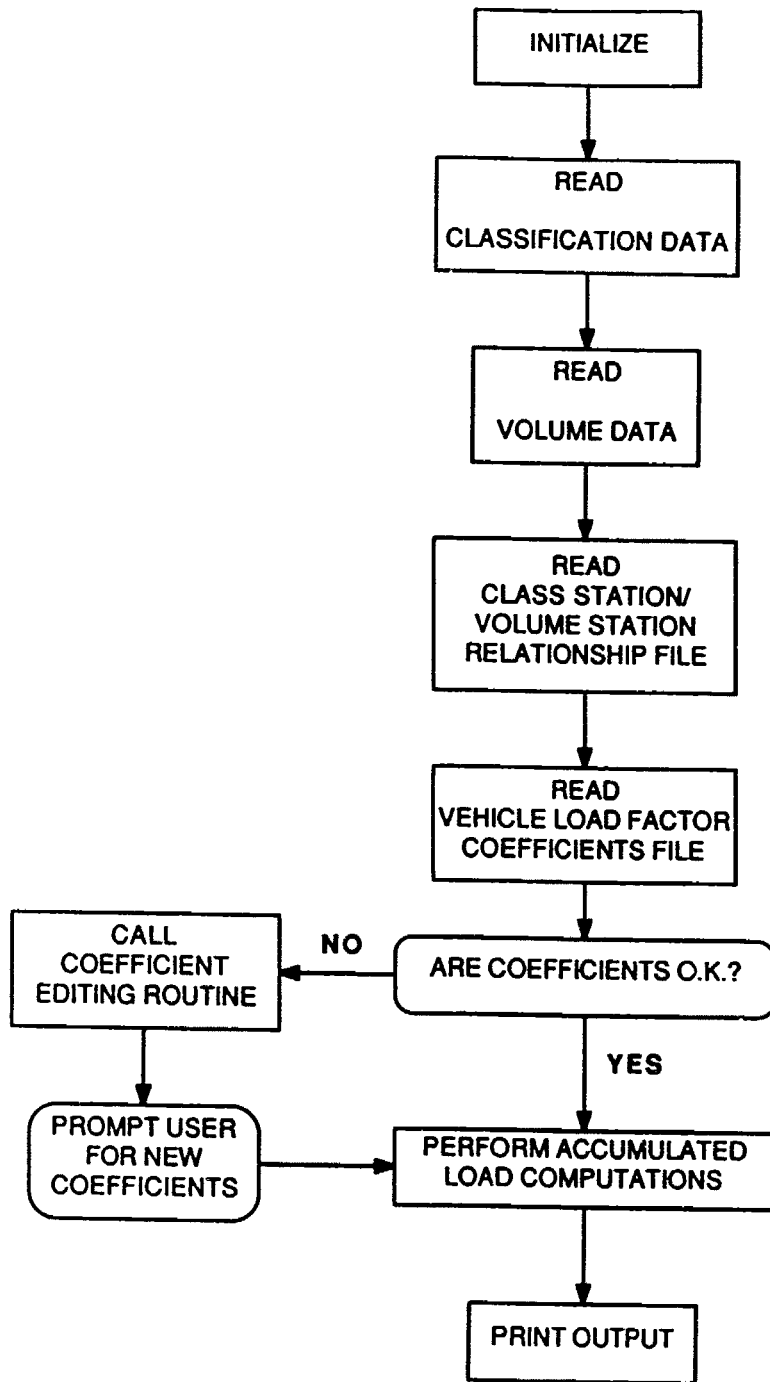 INITIALIZE
READ
CLASSIFICATION DATA
READ
VOLUME DATA
READ
CLASS STATION/
VOLUME STATION
RELATIONSHIP FILE
READ
VEHICLE LOAD FACTOR
COEFFICIENTS FILE
ARE COEFFICIENTS O.K.?
NO
CALL
COEFFICIENT
EDITING ROUTINE
YES
PROMPT USER
FOR NEW
COEFFICIENTS
PERFORM ACCUMULATED
LOAD COMPUTATIONS
PRINT OUTPUT